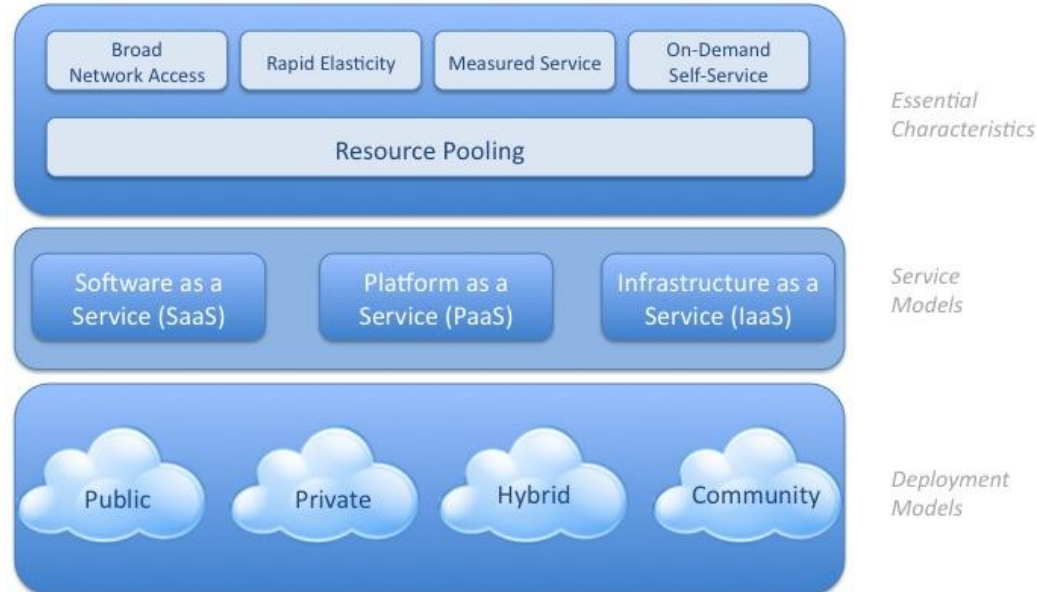 Broad
Network Access
Rapid Elasticity
Measured Service
On-Demand
Self-Service
Resource Pooling
Essential
Characteristics
Software as a
Service (SaaS)
Platform as a
Service (PaaS)
Infrastructure as a
Service (IaaS)
Service
Models
Public
Private
Hybrid
Community
Deployment
Models